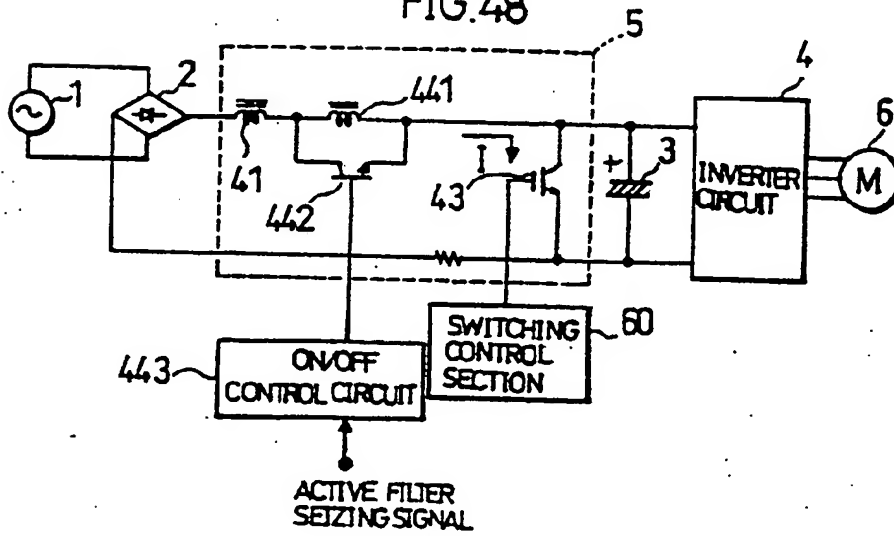 FIG.48
5
1
2
441
4
6
41
442
43
I
+
3
INVERTER
CIRCUIT
M
443
ON/OFF
CONTROL CIRCUIT
SWITCHING
CONTROL
SECTION
60
ACTIVE FILTER
SEIZING SIGNAL